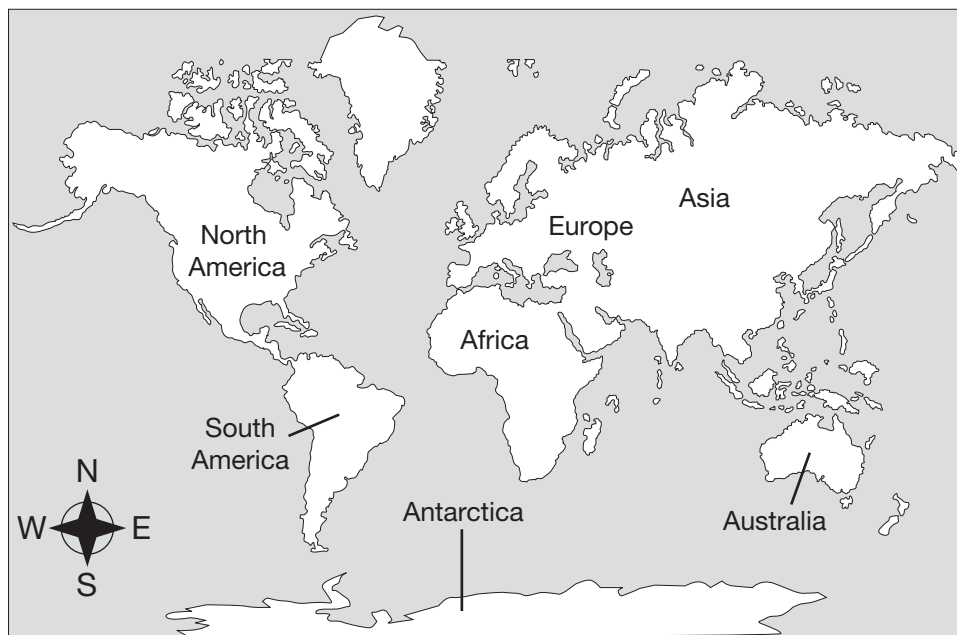 Asia
Europe
North
America
Africa
South
America
N
W E
S
Antarctica
Australia